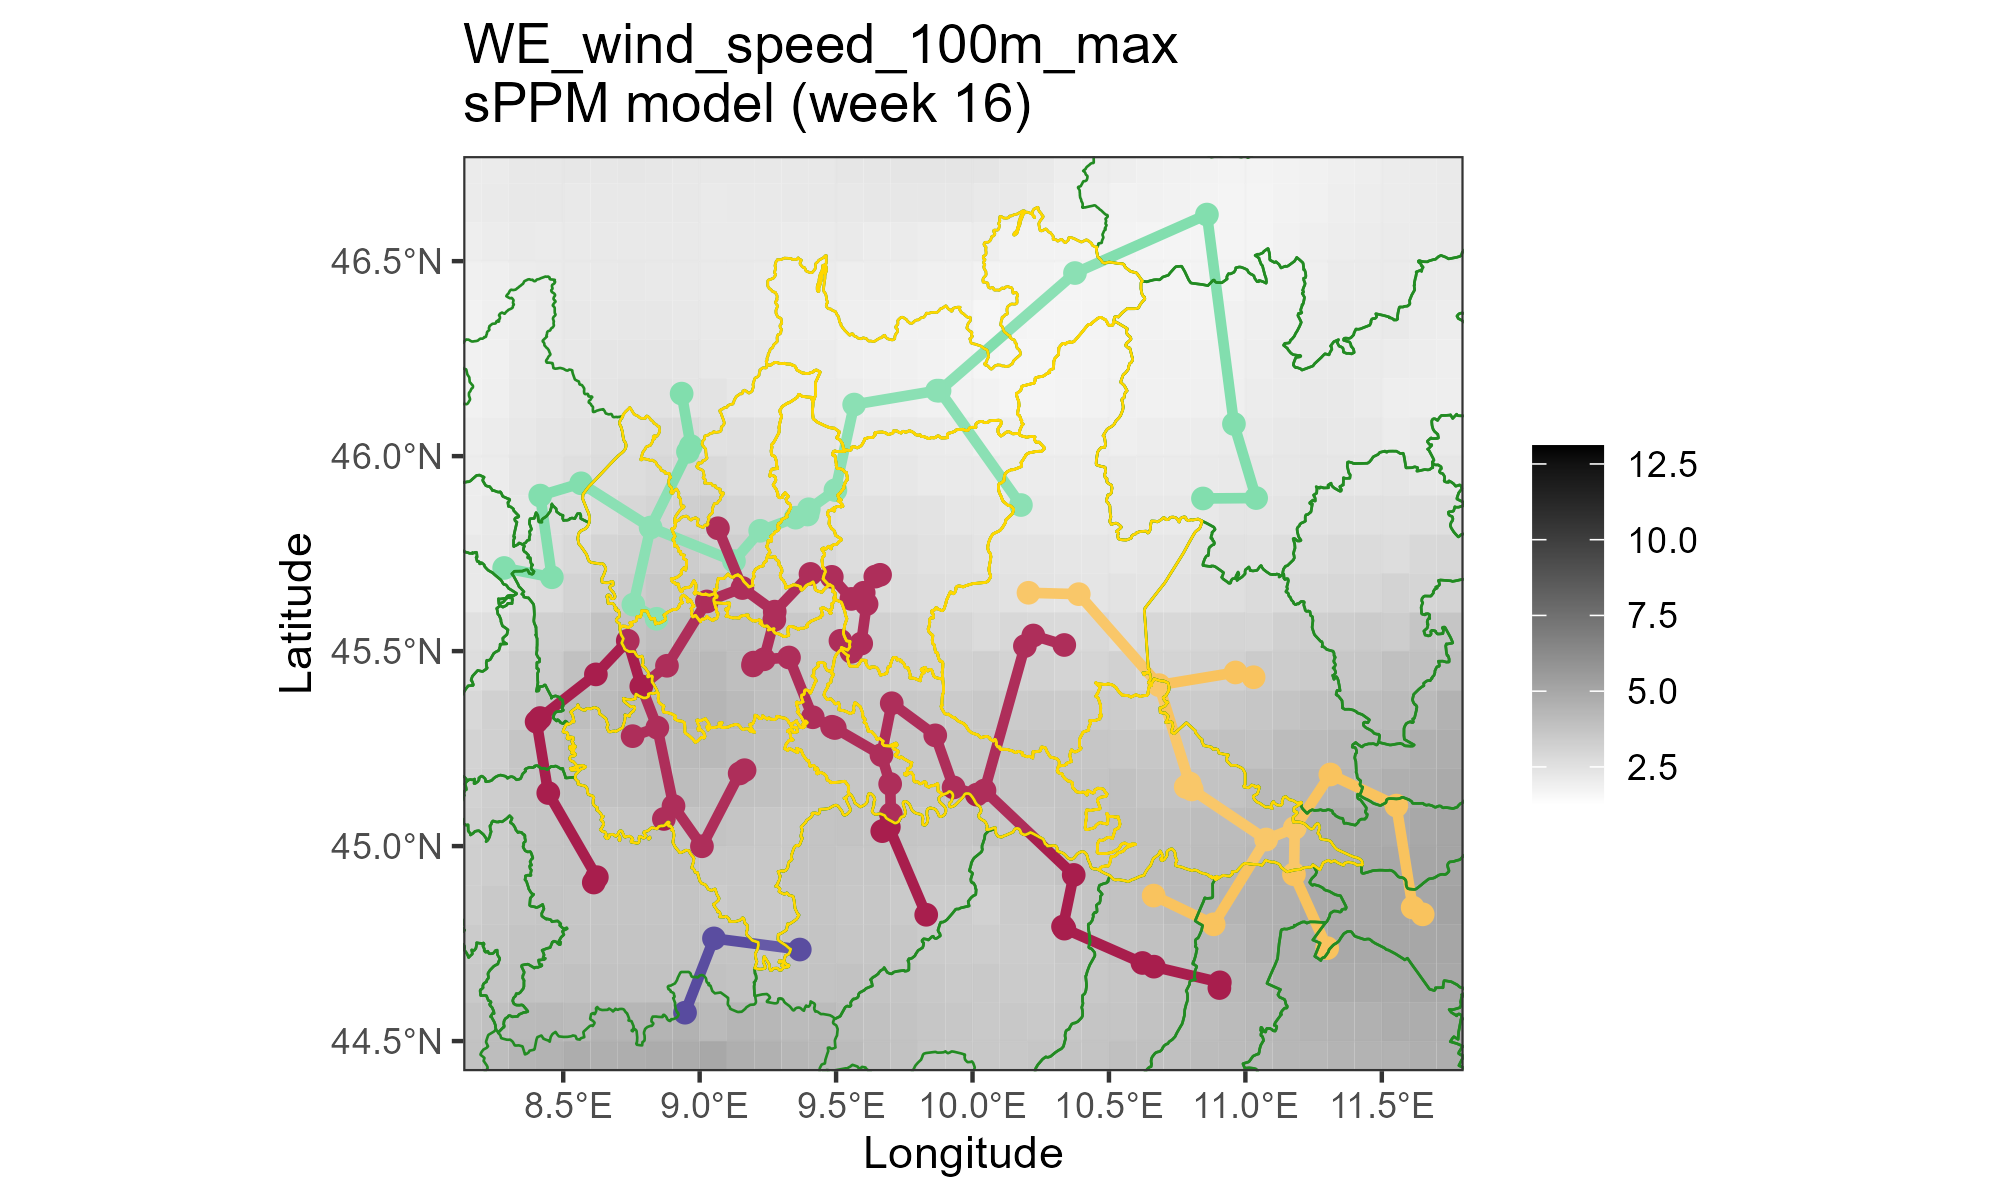 WE_wind_speed_100m_max
sPPM model (week 16)
Latitude
46.5°N
46.0°N
45.5°N
45.0°N
44.5°N
8.5°E
9.0°E
9.5°E
10.0°E
10.5°E
11.0°E
11.5°E
Longitude
12.5
10.0
7.5
5.0
2.5